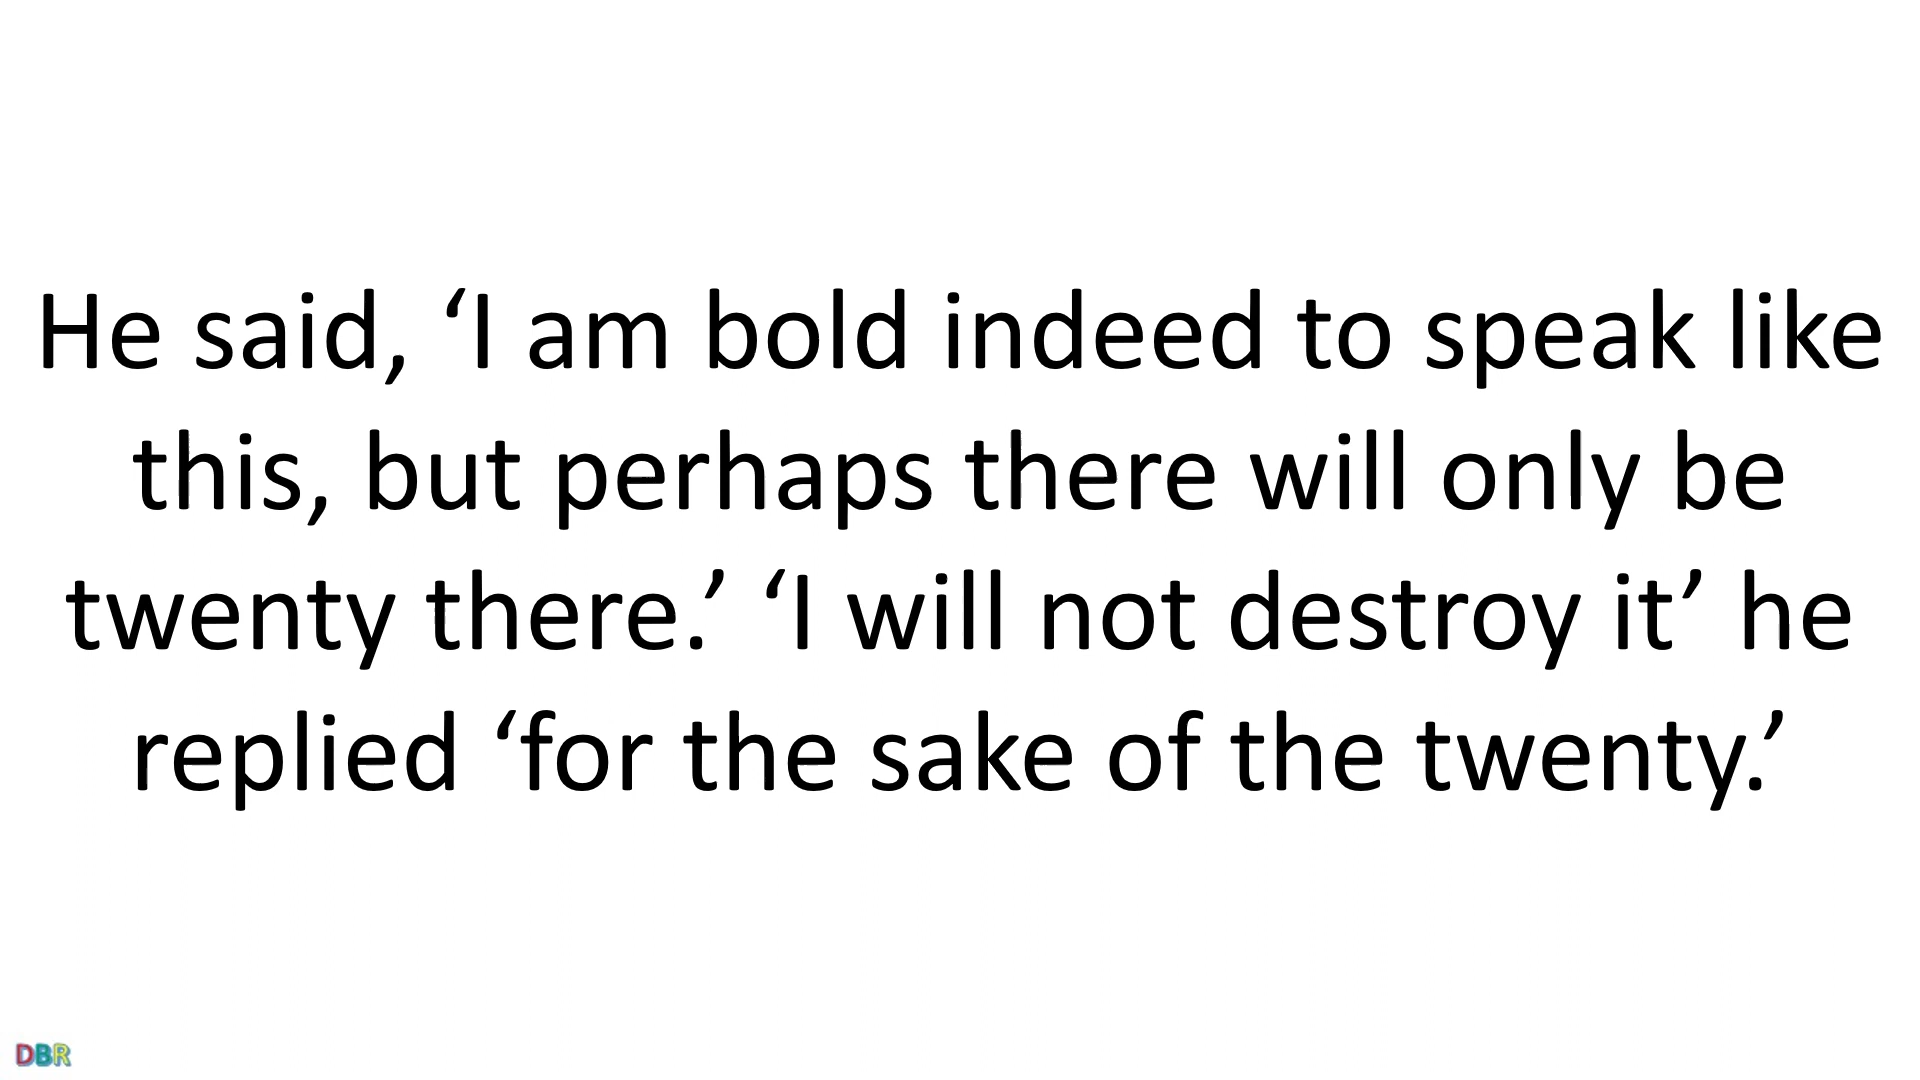 He said, ‘I am bold indeed to speak like
this, but perhaps there will only be
twenty there.’ ‘I will not destroy it’ he
replied ‘for the sake of the twenty.’
DBR